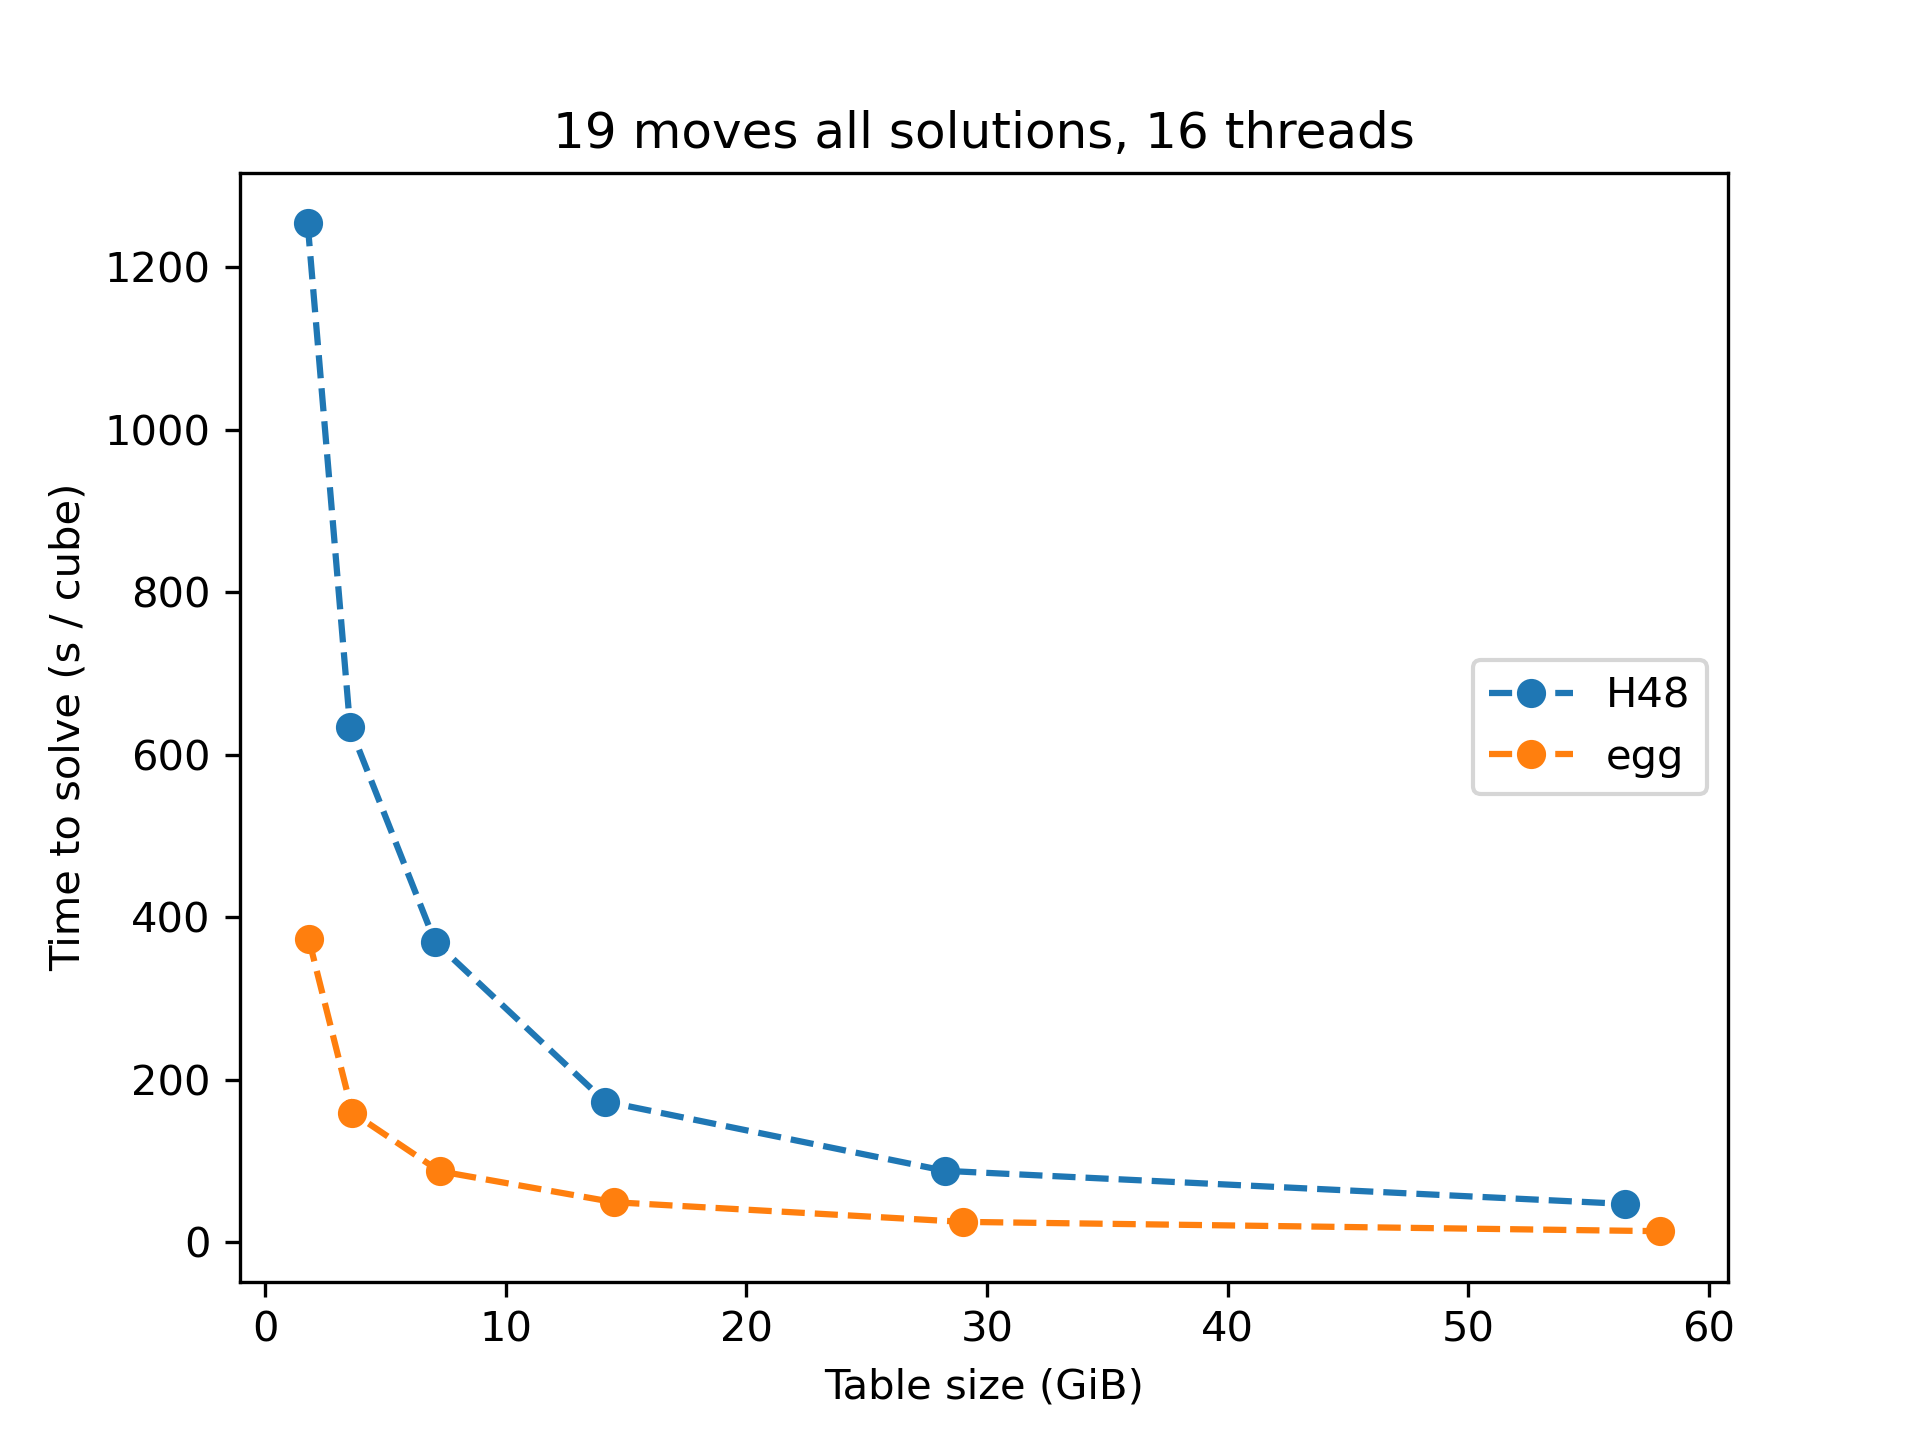 19 moves all solutions, 16 threads
Time to solve (s / cube)
1200
1000
800
600
400
200
0
H48
egg
0 10 20 30 40 50 60
Table size (GiB)